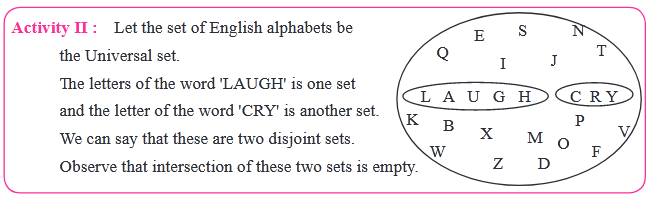 Activity II : Let the set of English alphabets be
the Universal set.
The letters of the word 'LAUGH' is one set
and the letter of the word 'CRY' is another set.
We can say that these are two disjoint sets.
Observe that intersection of these two sets is empty.
E S N
Q I J T
L A U G H C R Y
K B X M O P V
W Z D F